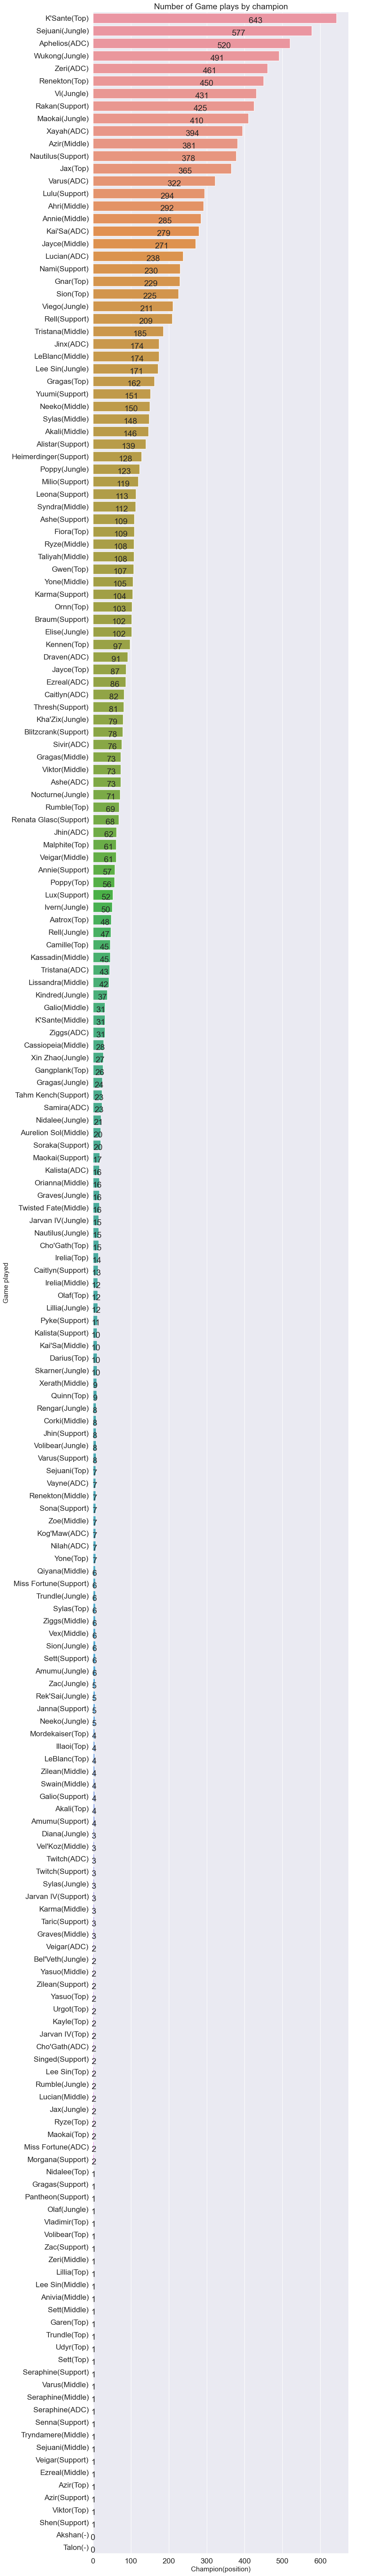 Number of Game plays by champion
K'Sante(Top) 643
Sejuani(Jungle) 577
Aphelios(ADC) 520
Wukong(Jungle) 491
Zeri(ADC) 461
Renekton(Top) 450
Vi(Jungle) 431
Rakan(Support) 425
Maokai(Jungle) 410
Xayah(ADC) 394
Azir(Middle) 381
Nautilus(Support) 378
Jax(Top) 365
Varus(ADC) 322
Lulu(Support) 294
Ahri(Middle) 292
Annie(Middle) 285
Kai'Sa(ADC) 279
Jayce(Middle) 271
Lucian(ADC) 238
Nami(Support) 230
Gnar(Top) 229
Sion(Top) 225
Viego(Jungle) 211
Rell(Support) 209
Tristana(Middle) 185
Jinx(ADC) 174
LeBlanc(Middle) 174
Lee Sin(Jungle) 171
Gragas(Top) 162
Yuumi(Support) 151
Neeko(Middle) 150
Sylas(Middle) 148
Akali(Middle) 146
Alistar(Support) 139
Heimerdinger(Support) 128
Poppy(Jungle) 123
Milio(Support) 119
Leona(Support) 113
Syndra(Middle) 112
Ashe(Support) 109
Fiora(Top) 109
Ryze(Middle) 108
Taliyah(Middle) 108
Gwen(Top) 107
Yone(Middle) 105
Karma(Support) 104
Ornn(Top) 103
Braum(Support) 102
Elise(Jungle) 102
Kennen(Top) 97
Draven(ADC) 91
Jayce(Top) 87
Ezreal(ADC) 86
Caitlyn(ADC) 82
Thresh(Support) 81
Kha'Zix(Jungle) 79
Blitzcrank(Support) 78
Sivir(ADC) 76
Gragas(Middle) 73
Viktor(Middle) 73
Ashe(ADC) 73
Nocturne(Jungle) 71
Rumble(Top) 69
Renata Glasc(Support) 68
Jhin(ADC) 62
Malphite(Top) 61
Veigar(Middle) 61
Annie(Support) 57
Poppy(Top) 56
Lux(Support) 52
Ivern(Jungle) 50
Aatrox(Top) 48
Rell(Jungle) 47
Camille(Top) 45
Kassadin(Middle) 45
Tristana(ADC) 43
Lissandra(Middle) 42
Kindred(Jungle) 37
Galio(Middle) 31
K'Sante(Middle) 31
Ziggs(ADC) 31
Cassiopeia(Middle) 28
Xin Zhao(Jungle) 27
Gangplank(Top) 26
Gragas(Jungle) 24
Tahm Kench(Support) 23
Samira(ADC) 23
Nidalee(Jungle) 21
Aurelion Sol(Middle) 20
Soraka(Support) 20
Maokai(Support) 17
Kalista(ADC) 16
Orianna(Middle) 16
Graves(Jungle) 16
Twisted Fate(Middle) 16
Jarvan IV(Jungle) 15
Nautilus(Jungle) 15
Cho'Gath(Top) 15
Irelia(Top) 14
Caitlyn(Support) 13
Irelia(Middle) 12
Olaf(Top) 12
Lillia(Jungle) 12
Pyke(Support) 11
Kalista(Support) 10
Kai'Sa(Middle) 10
Darius(Top) 10
Skarner(Jungle) 10
Xerath(Middle) 9
Quinn(Top) 9
Rengar(Jungle) 8
Corki(Middle) 8
Jhin(Support) 8
Volibear(Jungle) 8
Varus(Support) 8
Sejuani(Top) 7
Vayne(ADC) 7
Renekton(Middle) 7
Sona(Support) 7
Zoe(Middle) 7
Kog'Maw(ADC) 7
Nilah(ADC) 7
Yone(Top) 7
Qiyana(Middle) 6
Miss Fortune(Support) 6
Trundle(Jungle) 6
Sylas(Top) 6
Ziggs(Middle) 6
Vex(Middle) 6
Sion(Jungle) 6
Sett(Support) 6
Amumu(Jungle) 6
Zac(Jungle) 5
Rek'Sai(Jungle) 5
Janna(Support) 5
Neeko(Jungle) 5
Mordekaiser(Top) 4
Illaoi(Top) 4
LeBlanc(Top) 4
Zilean(Middle) 4
Swain(Middle) 4
Galio(Support) 4
Akali(Top) 4
Amumu(Support) 4
Diana(Jungle) 3
Vel'Koz(Middle) 3
Twitch(ADC) 3
Twitch(Support) 3
Sylas(Jungle) 3
Jarvan IV(Support) 3
Karma(Middle) 3
Taric(Support) 3
Graves(Middle) 3
Veigar(ADC) 2
Bel'Veth(Jungle) 2
Yasuo(Middle) 2
Zilean(Support) 2
Yasuo(Top) 2
Urgot(Top) 2
Kayle(Top) 2
Jarvan IV(Top) 2
Cho'Gath(ADC) 2
Singed(Support) 2
Lee Sin(Top) 2
Rumble(Jungle) 2
Lucian(Middle) 2
Jax(Jungle) 2
Ryze(Top) 2
Maokai(Top) 2
Miss Fortune(ADC) 2
Morgana(Support) 2
Nidalee(Top) 1
Gragas(Support) 1
Pantheon(Support) 1
Olaf(Jungle) 1
Vladimir(Top) 1
Volibear(Top) 1
Zac(Support) 1
Zeri(Middle) 1
Lillia(Top) 1
Lee Sin(Middle) 1
Anivia(Middle) 1
Sett(Middle) 1
Garen(Top) 1
Trundle(Top) 1
Udyr(Top) 1
Sett(Top) 1
Seraphine(Support) 1
Varus(Middle) 1
Seraphine(Middle) 1
Seraphine(ADC) 1
Senna(Support) 1
Tryndamere(Middle) 1
Sejuani(Middle) 1
Veigar(Support) 1
Ezreal(Middle) 1
Azir(Top) 1
Azir(Support) 1
Viktor(Top) 1
Shen(Support) 1
Akshan(-) 0
Talon(-) 0
Game played
0 100 200 300 400 500 600
Champion(position)